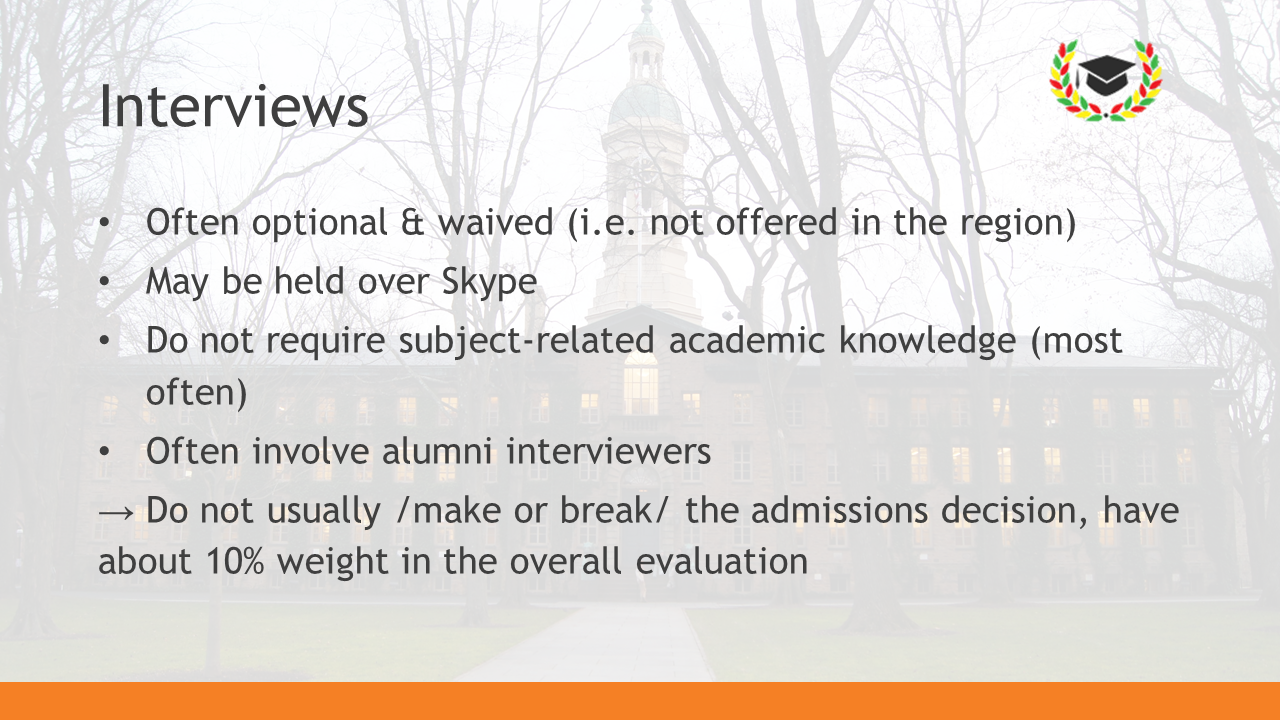 Interviews
• Often optional & waived (i.e. not offered in the region)
• May be held over Skype
• Do not require subject-related academic knowledge (most
often)
• Often involve alumni interviewers
→ Do not usually /make or break/ the admissions decision, have
about 10% weight in the overall evaluation